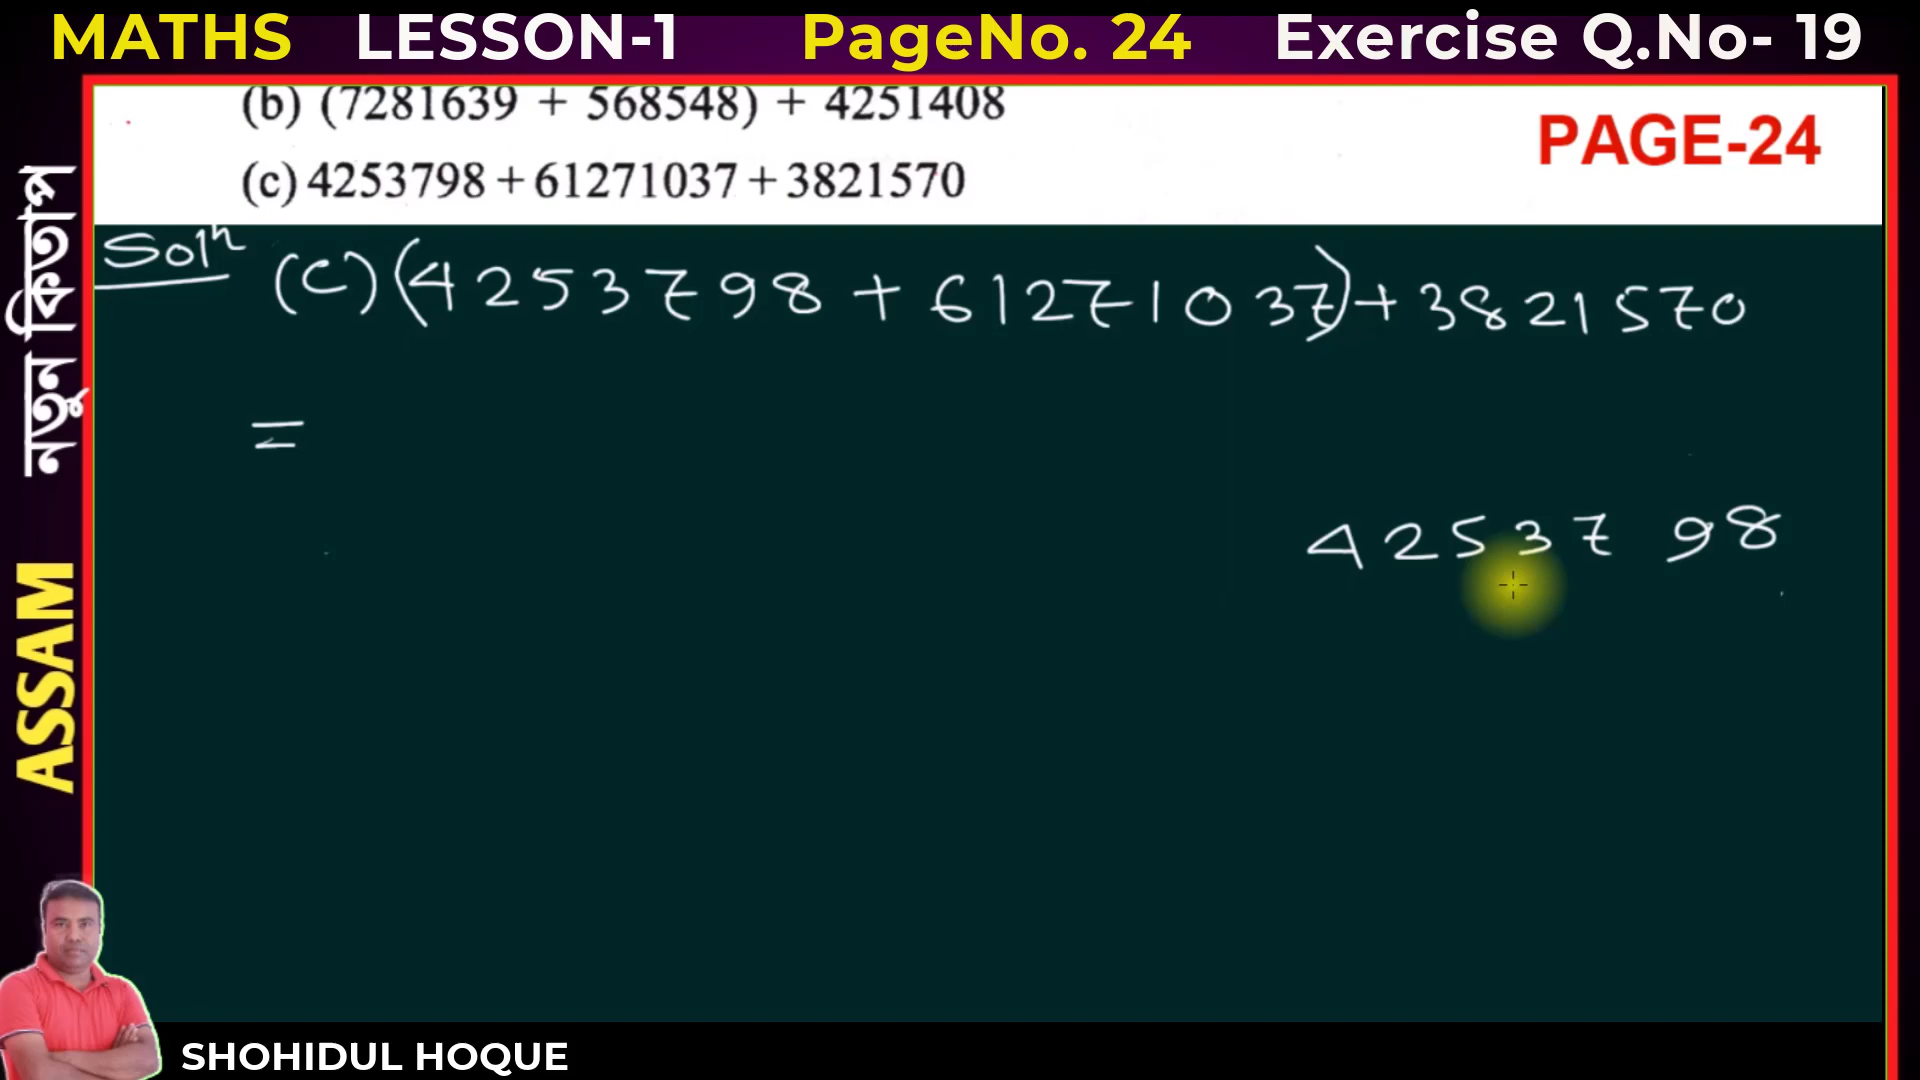 MATHS LESSON-1 PageNo. 24 Exercise Q.No- 19
(b) (7281639 + 568548) + 4251408
PAGE-24
(c) 4253798 + 61271037 + 3821570
Solⁿ (C) (4253798 + 61271037) + 3821570
=
4253798
নতুন কিতাপ
ASSAM
SHOHIDUL HOQUE